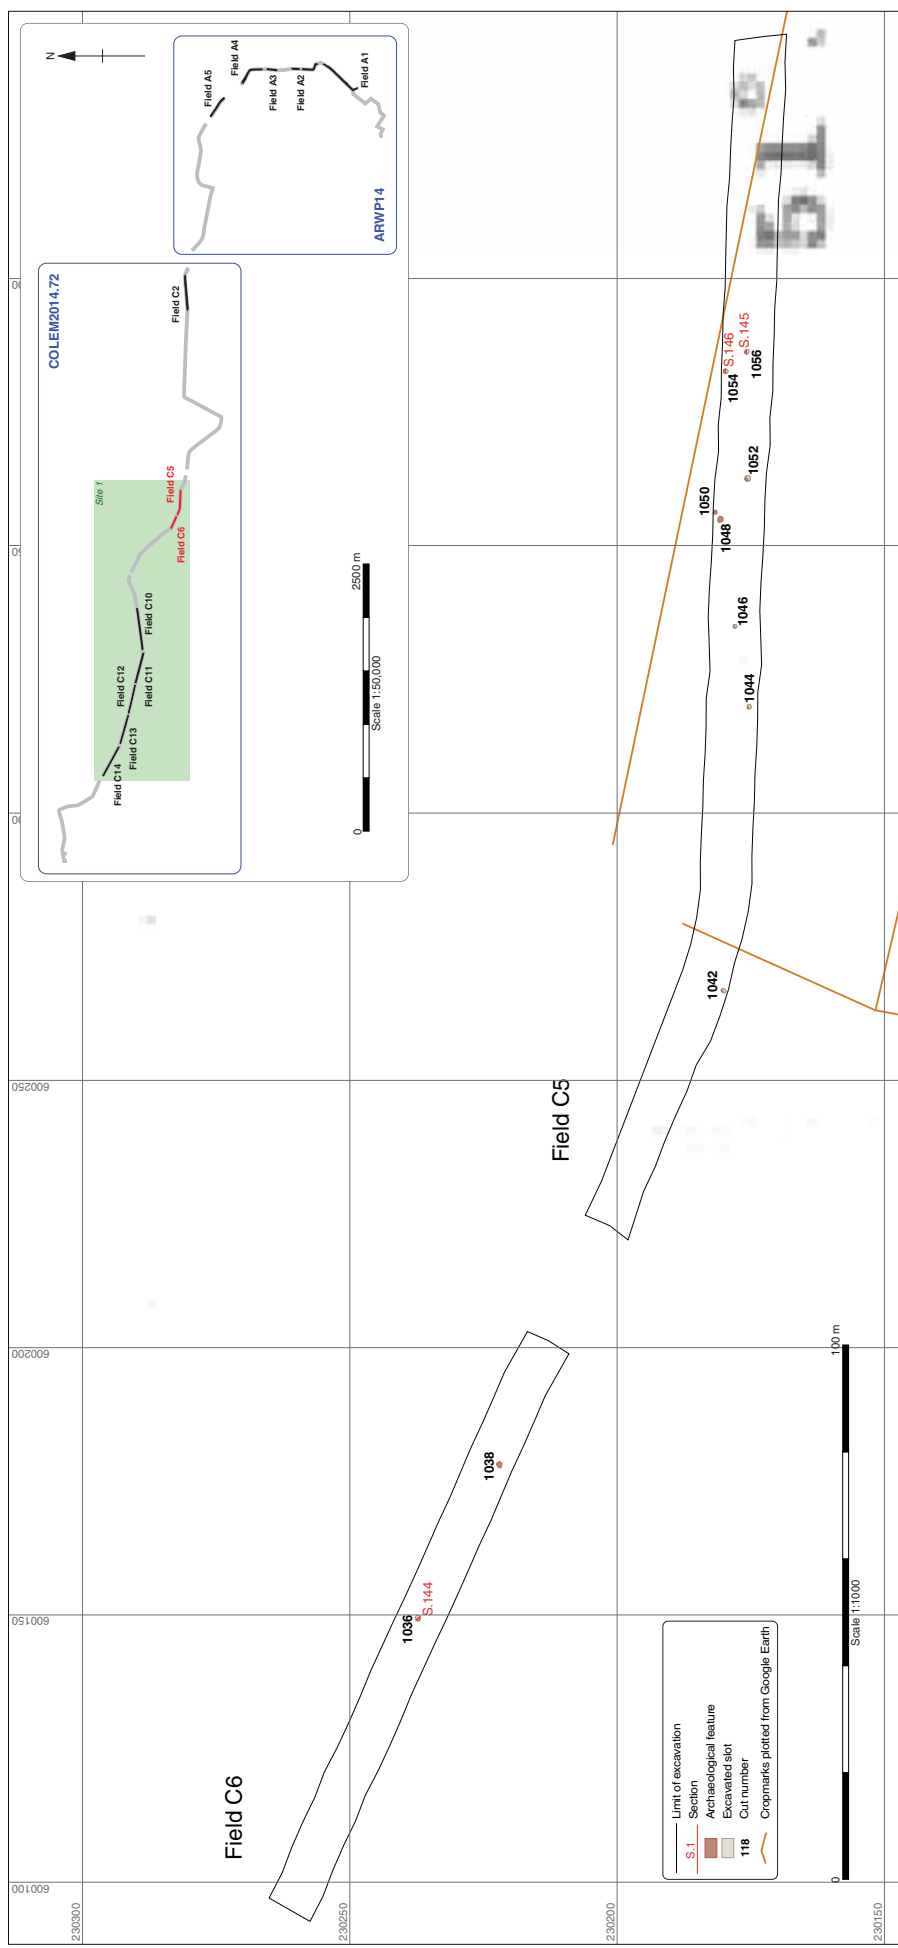 N
Field A5
Field A4
Field A3
Field A2
Field A1
ARWP14
COLEM2014.72
Field C2
Site 1
Field C5
Field C6
Field C10
Field C12
Field C11
Field C13
Field C14
0
2500 m
Scale 1:50,000
S.146
S.145
1054
1056
1052
1050
1048
1046
1044
1042
Field C5
1038
1036
S.144
Field C6
600250
600200
600150
600100
230300
230250
230200
230150
Limit of excavation
S.1
Section
Archaeological feature
Excavated slot
118
Cut number
Cropmarks plotted from Google Earth
0
100 m
Scale 1:1000